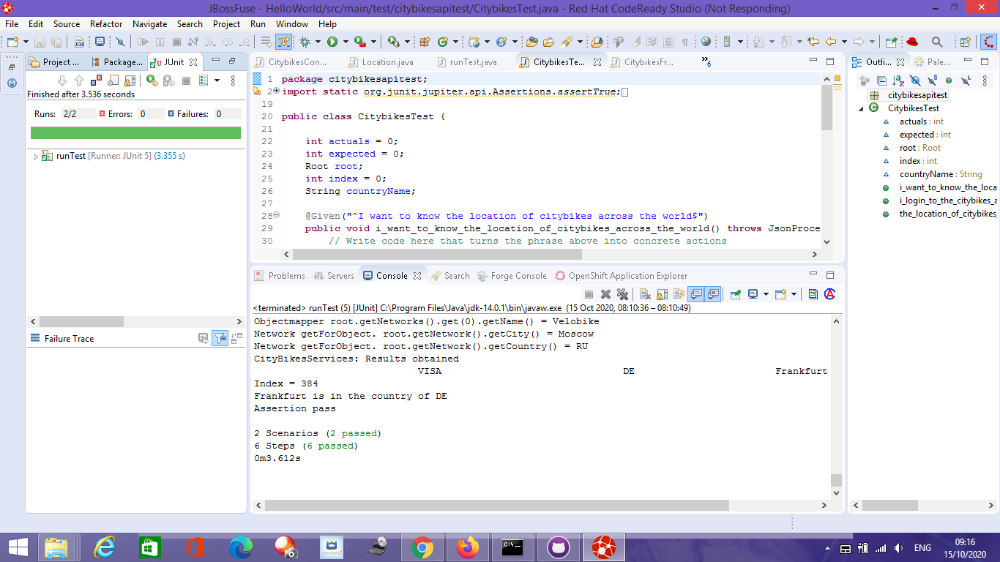 JBossFuse - HelloWorld/src/main/test/citybikesapitest/CitybikesTest.java - Red Hat CodeReady Studio (Not Responding)
File Edit Source Refactor Navigate Search Project Run Window Help
Project ... Package... JUnit
CitybikesCon... Location.java runTest.java CitybikesTe... CitybikesFr... »6
Outli... Pale...
Finished after 3.536 seconds
Runs: 2/2 Errors: 0 Failures: 0
runTest [Runner: JUnit 5] (3.355 s)
Failure Trace
1 package citybikesapitest;
2 import static org.junit.jupiter.api.Assertions.assertTrue;
19
20 public class CitybikesTest {
21
22 int actuals = 0;
23 int expected = 0;
24 Root root;
25 int index = 0;
26 String countryName;
27
28 @Given("^I want to know the location of citybikes across the world$")
29 public void i_want_to_know_the_location_of_citybikes_across_the_world() throws JsonProce
30 // Write code here that turns the phrase above into concrete actions
citybikesapitest
CitybikesTest
actuals : int
expected : int
root : Root
index : int
countryName : String
i_want_to_know_the_loca
i_login_to_the_citybikes_a
the_location_of_citybikes_
Problems Servers Console Search Forge Console OpenShift Application Explorer
<terminated> runTest (5) [JUnit] C:\Program Files\Java\jdk-14.0.1\bin\javaw.exe (15 Oct 2020, 08:10:36 – 08:10:49)
Objectmapper root.getNetworks().get(0).getName() = Velobike
Network getForObject. root.getNetwork().getCity() = Moscow
Network getForObject. root.getNetwork().getCountry() = RU
CityBikesServices: Results obtained
VISA DE Frankfurt
Index = 384
Frankfurt is in the country of DE
Assertion pass
2 Scenarios (2 passed)
6 Steps (6 passed)
0m3.612s
ENG
09:16
15/10/2020